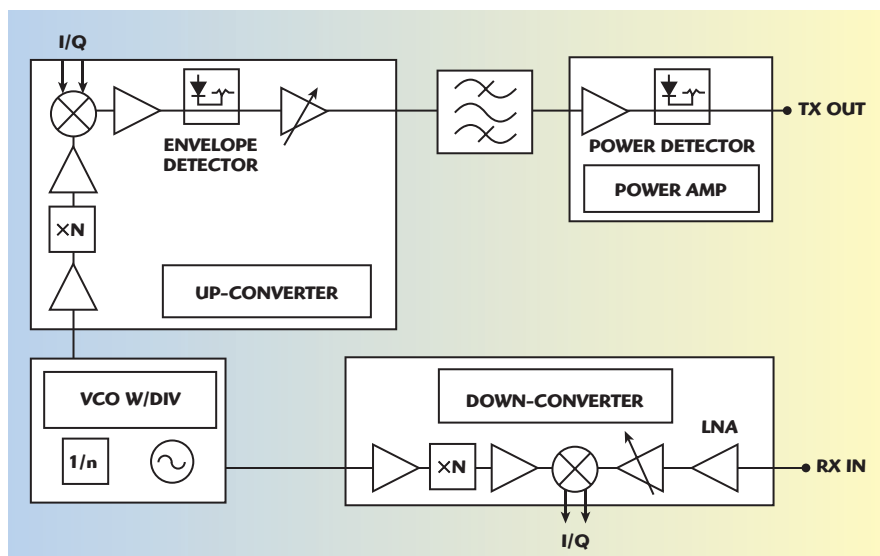 I/Q
ENVELOPE
DETECTOR
×N
UP-CONVERTER
POWER DETECTOR
POWER AMP
TX OUT
VCO W/DIV
1/n
DOWN-CONVERTER
LNA
×N
RX IN
I/Q